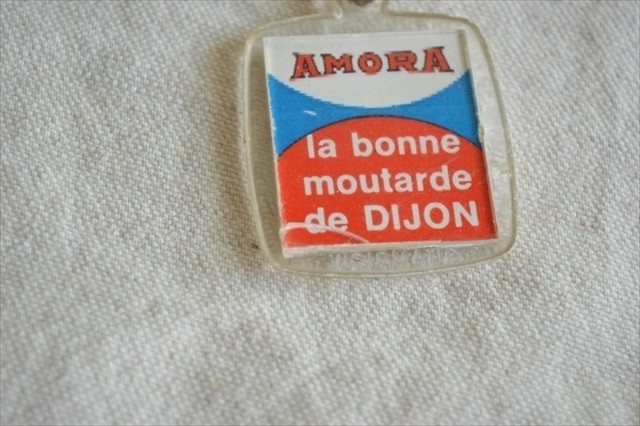 AMORA
la bonne
moutarde
de DIJON